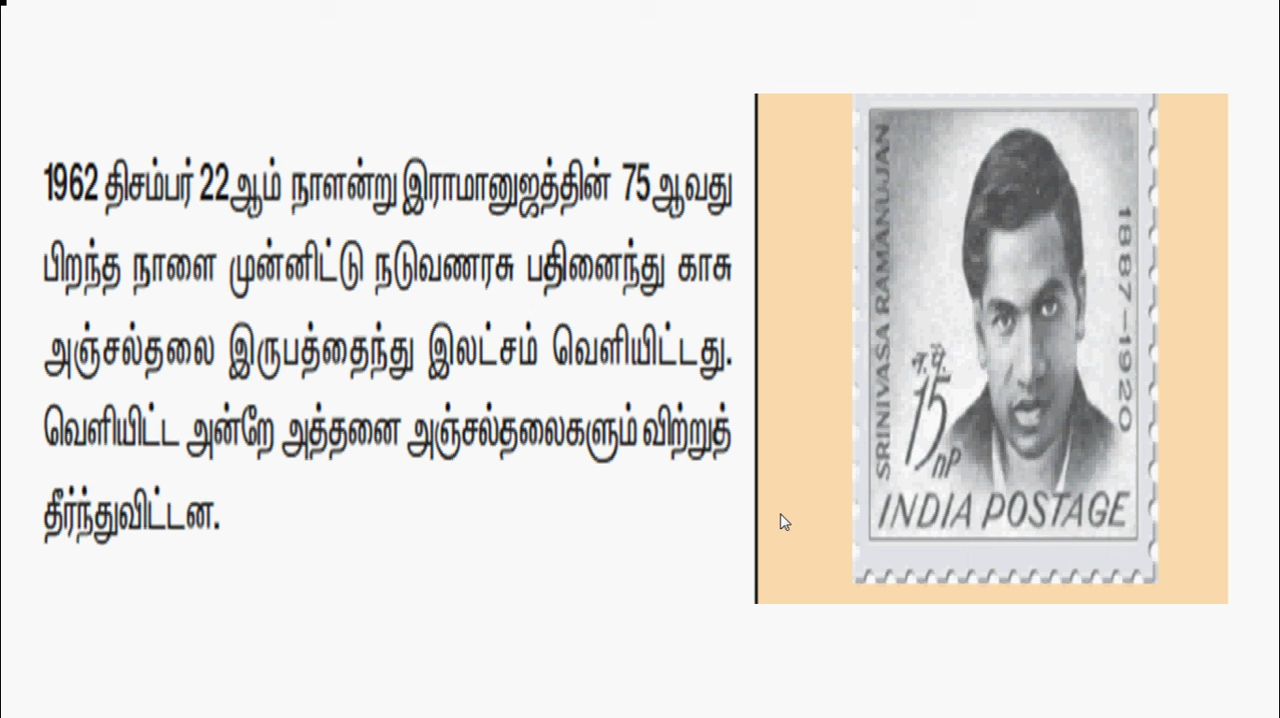 1962 திசம்பர் 22ஆம் நாளன்று இராமானுஜத்தின் 75ஆவது
பிறந்த நாளை முன்னிட்டு நடுவணரசு பதினைந்து காசு
அஞ்சல்தலை இருபத்தைந்து இலட்சம் வெளியிட்டது.
வெளியிட்ட அன்றே அத்தனை அஞ்சல்தலைகளும் விற்றுத்
தீர்ந்துவிட்டன.
SRINIVASA RAMANUJAN
1887-1920
न.पै.
15
np
INDIA POSTAGE